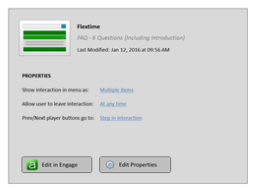 Flextime
FAQ - 6 Questions (Including Introduction)
Last Modified: Jan 12, 2016 at 09:56 AM
PROPERTIES
Show interaction in menu as: Multiple items
Allow user to leave interaction: At any time
Prev/Next player buttons go to: Step in interaction
Edit in Engage
Edit Properties